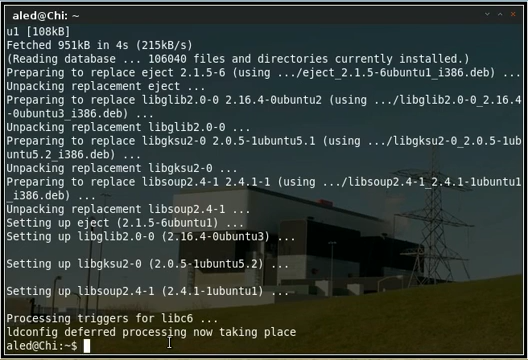 aled@Chi: ~
u1 [108kB]
Fetched 951kB in 4s (215kB/s)
(Reading database ... 106040 files and directories currently installed.)
Preparing to replace eject 2.1.5-6 (using .../eject_2.1.5-6ubuntu1_i386.deb) ...
Unpacking replacement eject ...
Preparing to replace libglib2.0-0 2.16.4-0ubuntu2 (using .../libglib2.0-0_2.16.4
-0ubuntu3_i386.deb) ...
Unpacking replacement libglib2.0-0 ...
Preparing to replace libgksu2-0 2.0.5-1ubuntu5.1 (using .../libgksu2-0_2.0.5-1ub
untu5.2_i386.deb) ...
Unpacking replacement libgksu2-0 ...
Preparing to replace libsoup2.4-1 2.4.1-1 (using .../libsoup2.4-1_2.4.1-1ubuntu1
_i386.deb) ...
Unpacking replacement libsoup2.4-1 ...
Setting up eject (2.1.5-6ubuntu1) ...
Setting up libglib2.0-0 (2.16.4-0ubuntu3) ...
Setting up libgksu2-0 (2.0.5-1ubuntu5.2) ...
Setting up libsoup2.4-1 (2.4.1-1ubuntu1) ...
Processing triggers for libc6 ...
ldconfig deferred processing now taking place
aled@Chi:~$